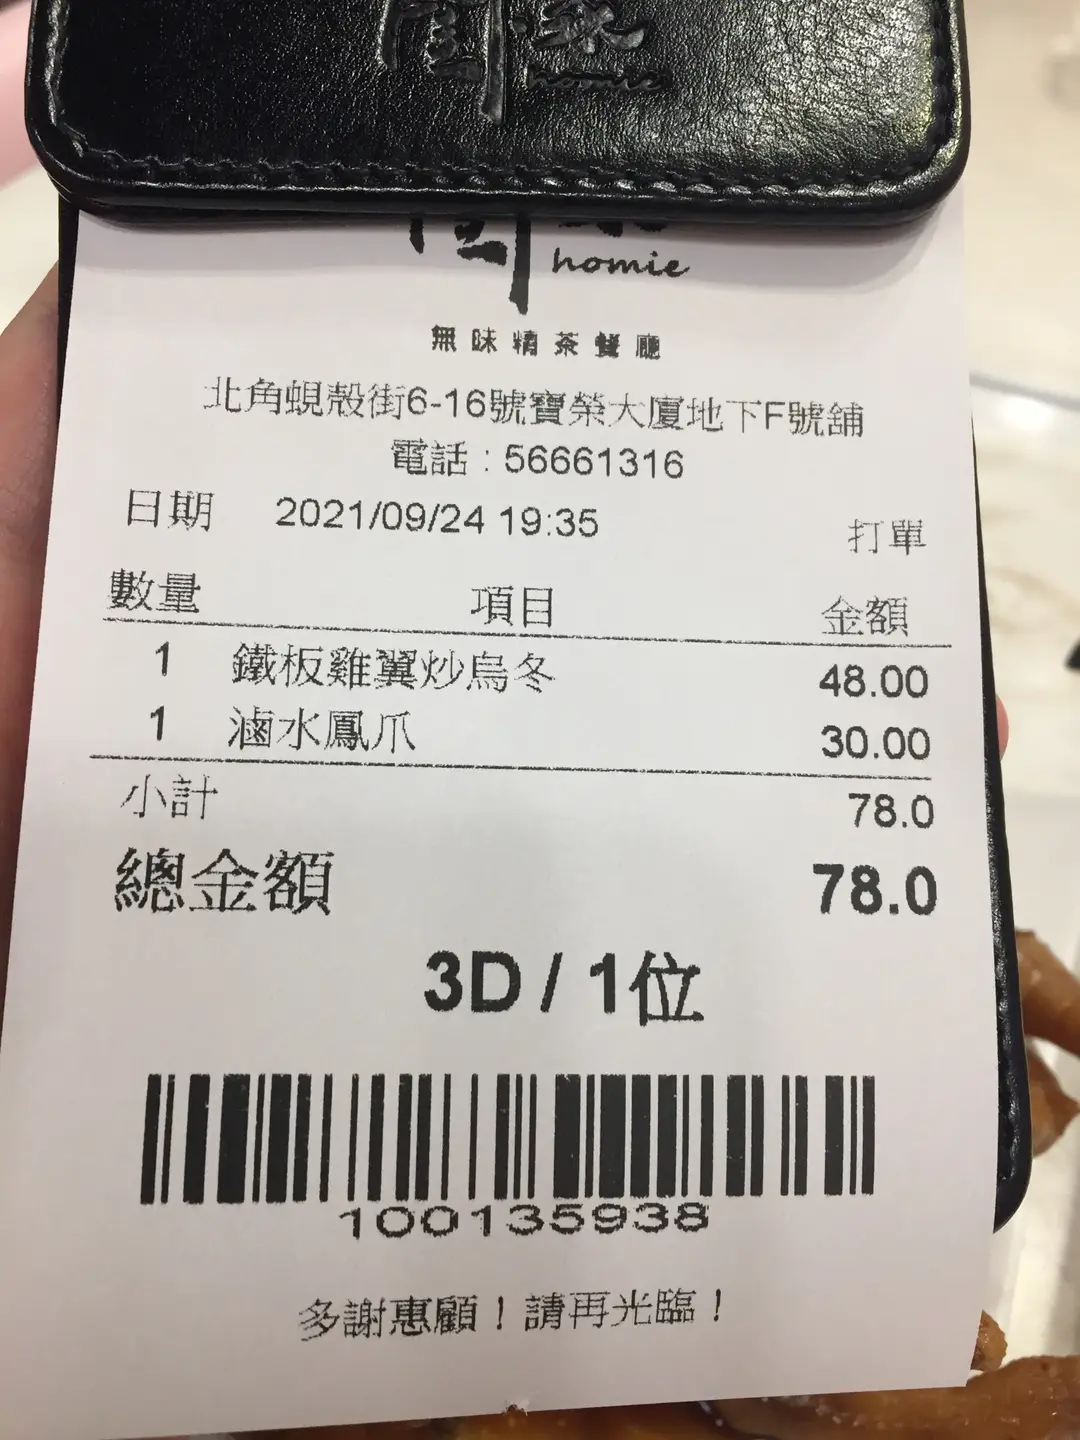 homie
homie
無味精茶餐廳
北角蜆殼街6-16號寶榮大廈地下F號舖
電話：56661316
日期 2021/09/24 19:35 打單
數量 項目 金額
1 鐵板雞翼炒烏冬 48.00
1 滷水鳳爪 30.00
小計 78.0
總金額 78.0
3D / 1位
100135938
多謝惠顧！請再光臨！